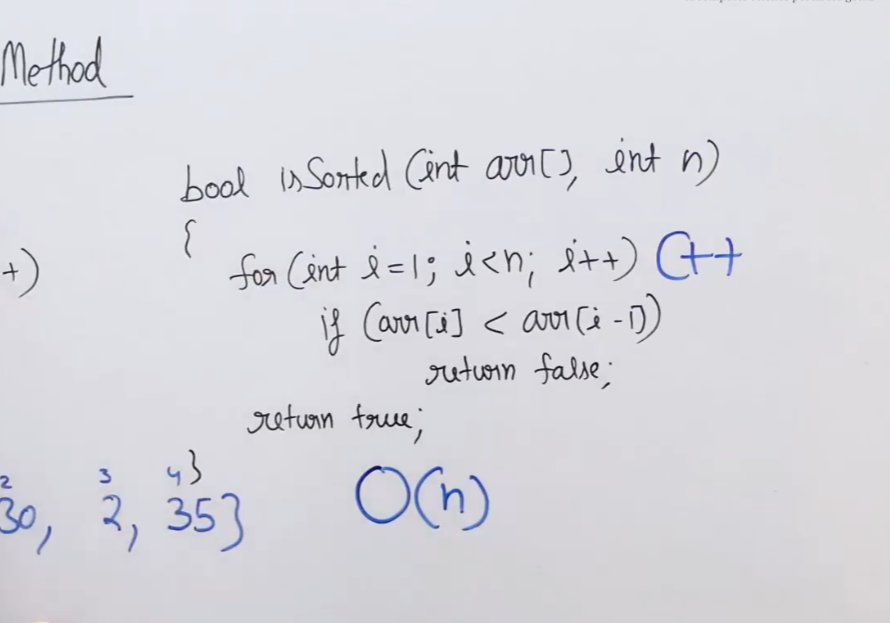 Method
bool isSorted (int arr[], int n)
{
+)
for (int i=1; i<n; i++) C++
if (arr[i] < arr[i-1])
return false;
return true;
}
2 3 4
30, 2, 35}
O(n)